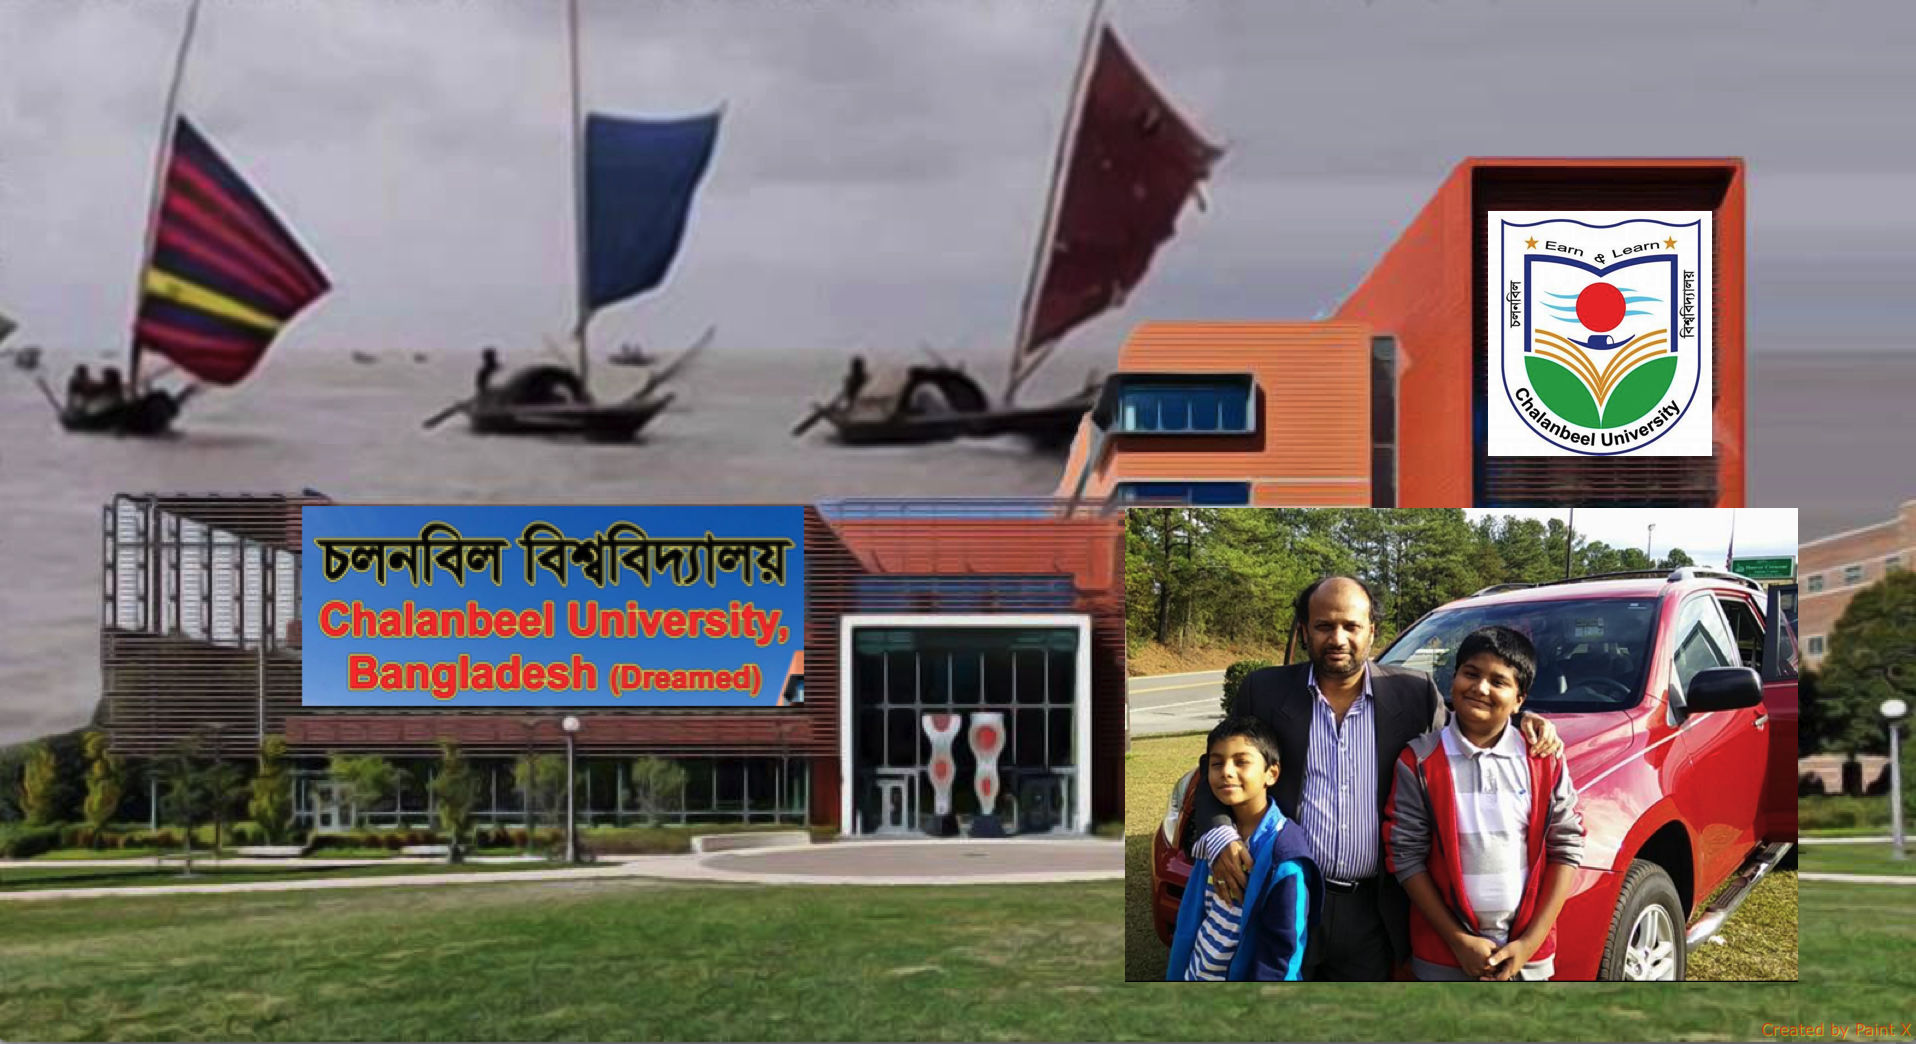 Earn & Learn
চলনবিল
বিশ্ববিদ্যালয়
Chalanbeel University
চলনবিল বিশ্ববিদ্যালয়
Chalanbeel University,
Bangladesh (Dreamed)
Created by Paint X